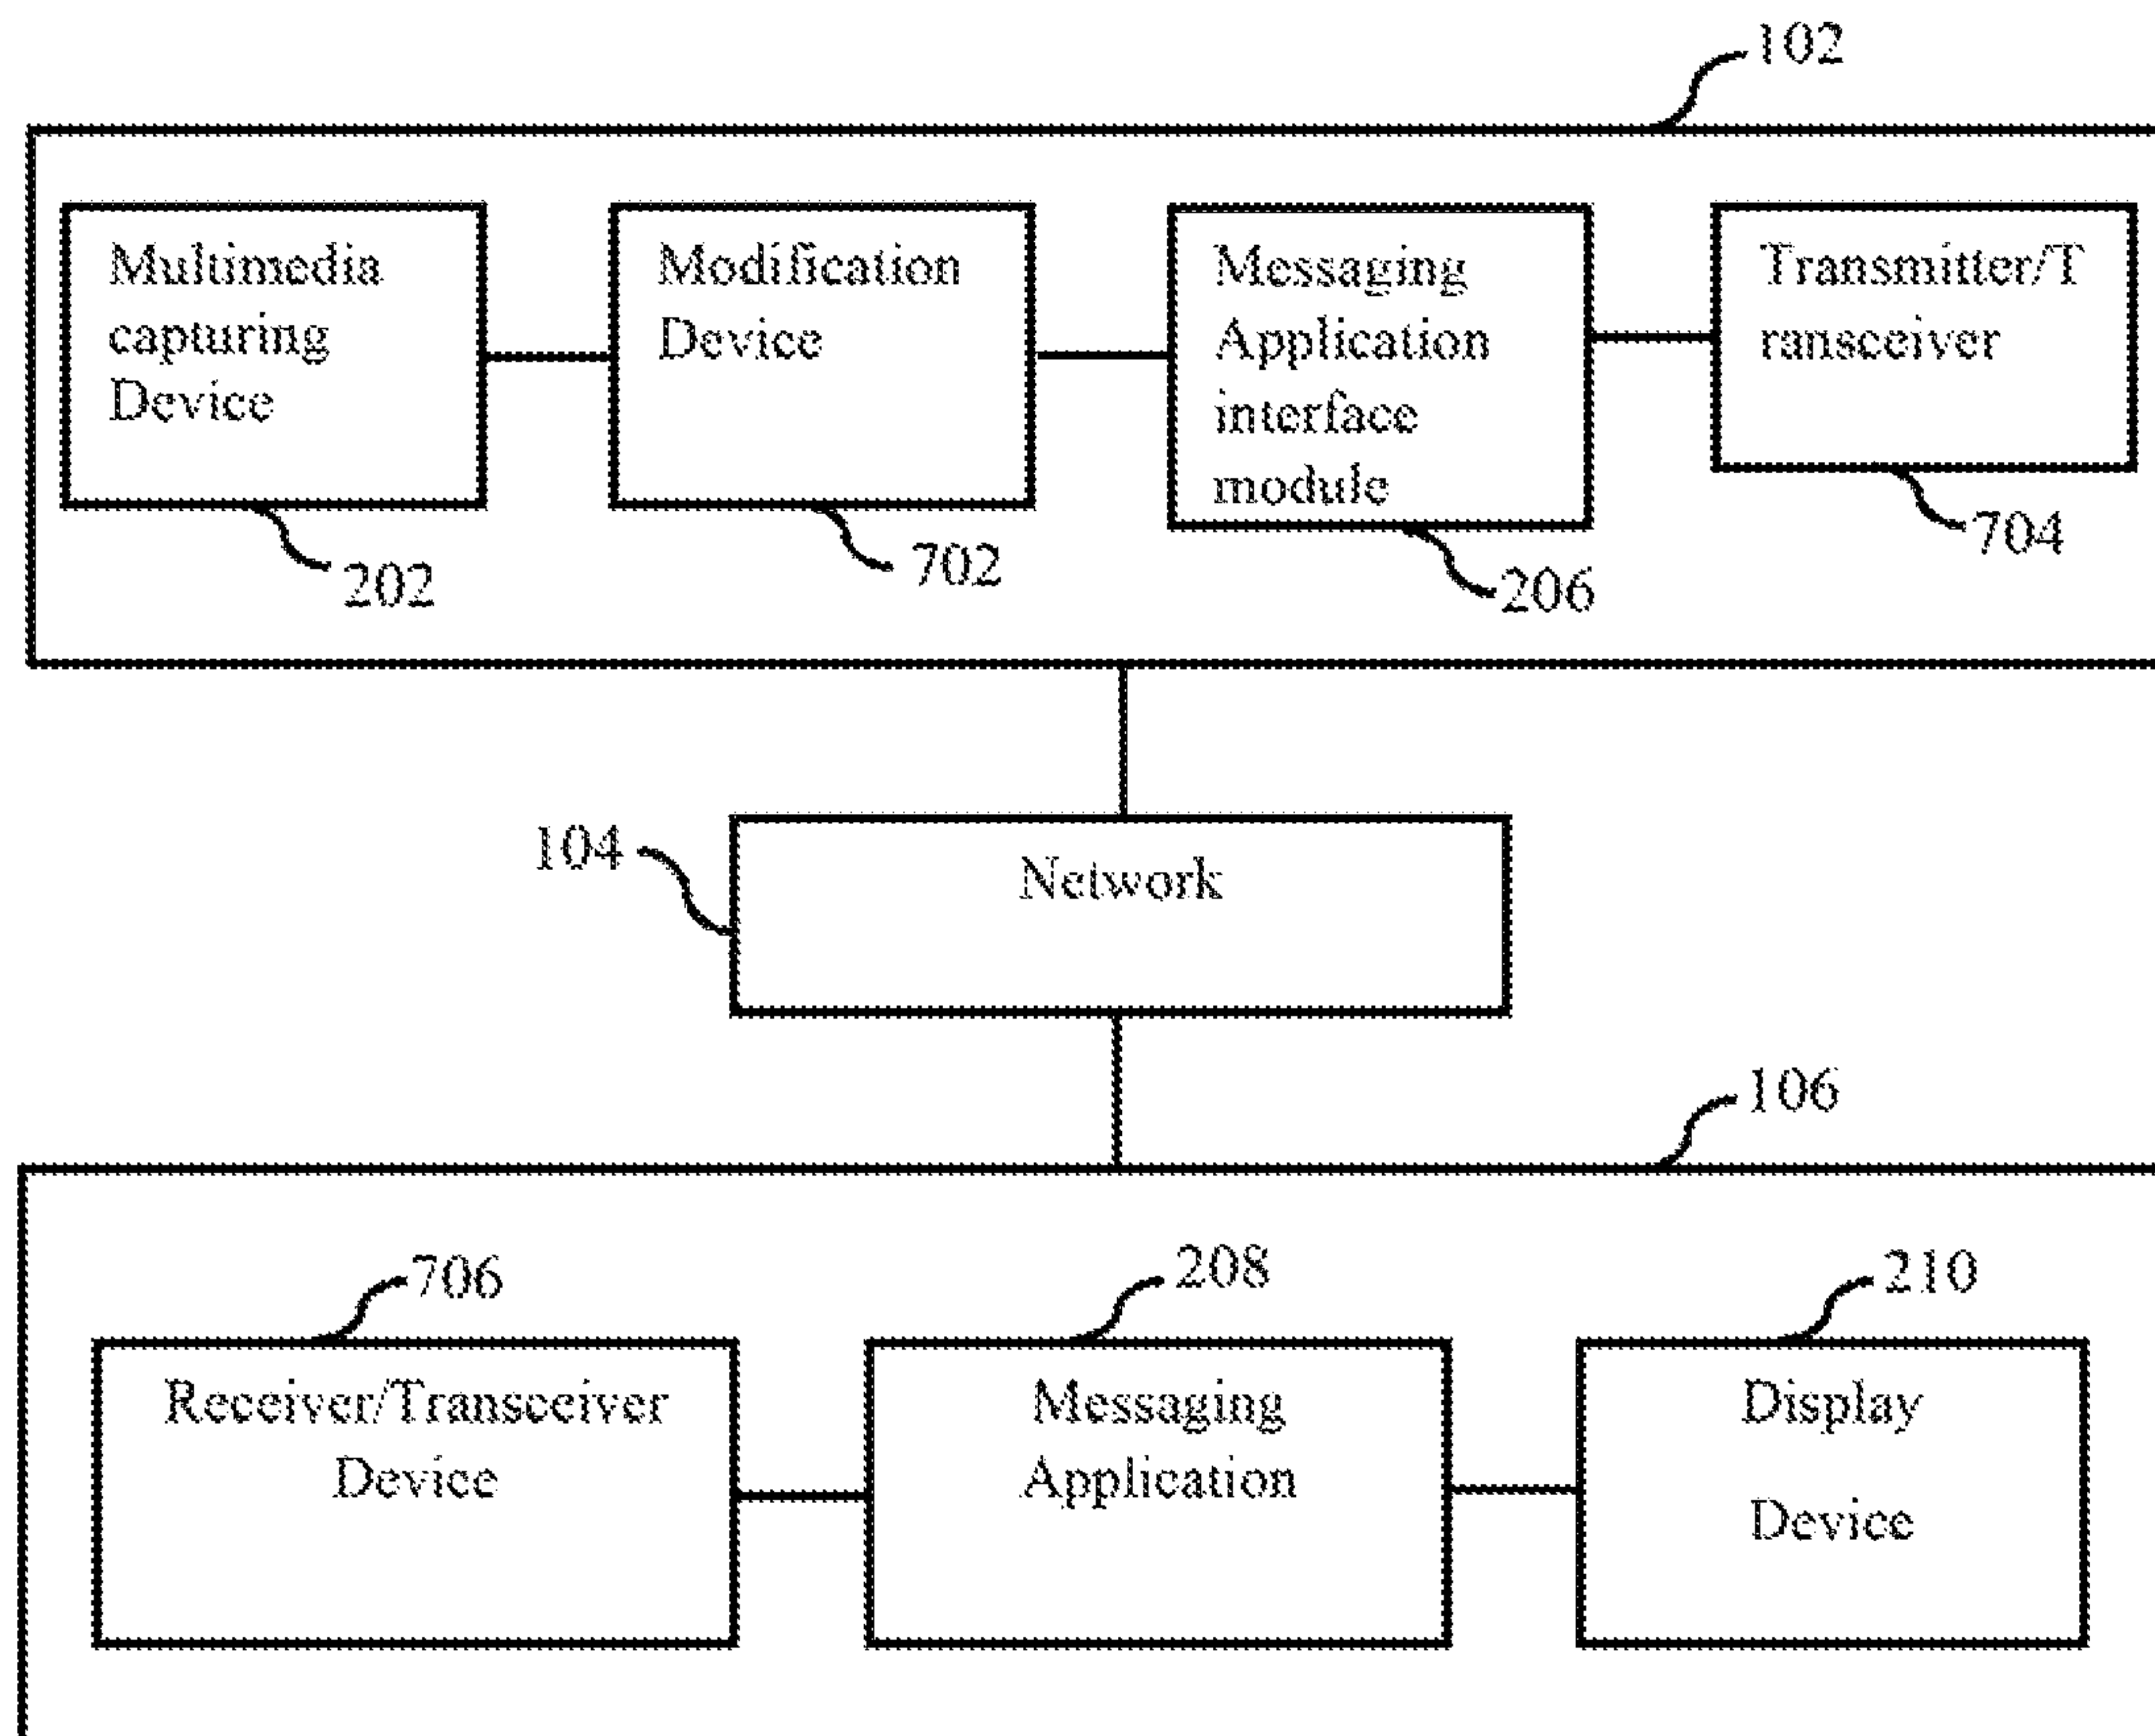 102
Multimedia
capturing
Device
202
Modification
Device
702
Messaging
Application
interface
module
206
Transmitter/T
ransceiver
704
104
Network
106
706
Receiver/Transceiver
Device
208
Messaging
Application
210
Display
Device